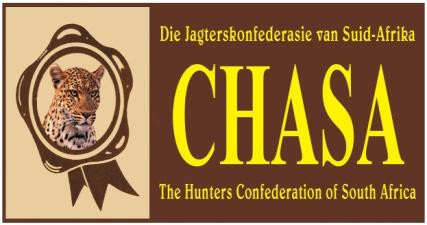 Die Jagterskonfederasie van Suid-Afrika
CHASA
The Hunters Confederation of South Africa